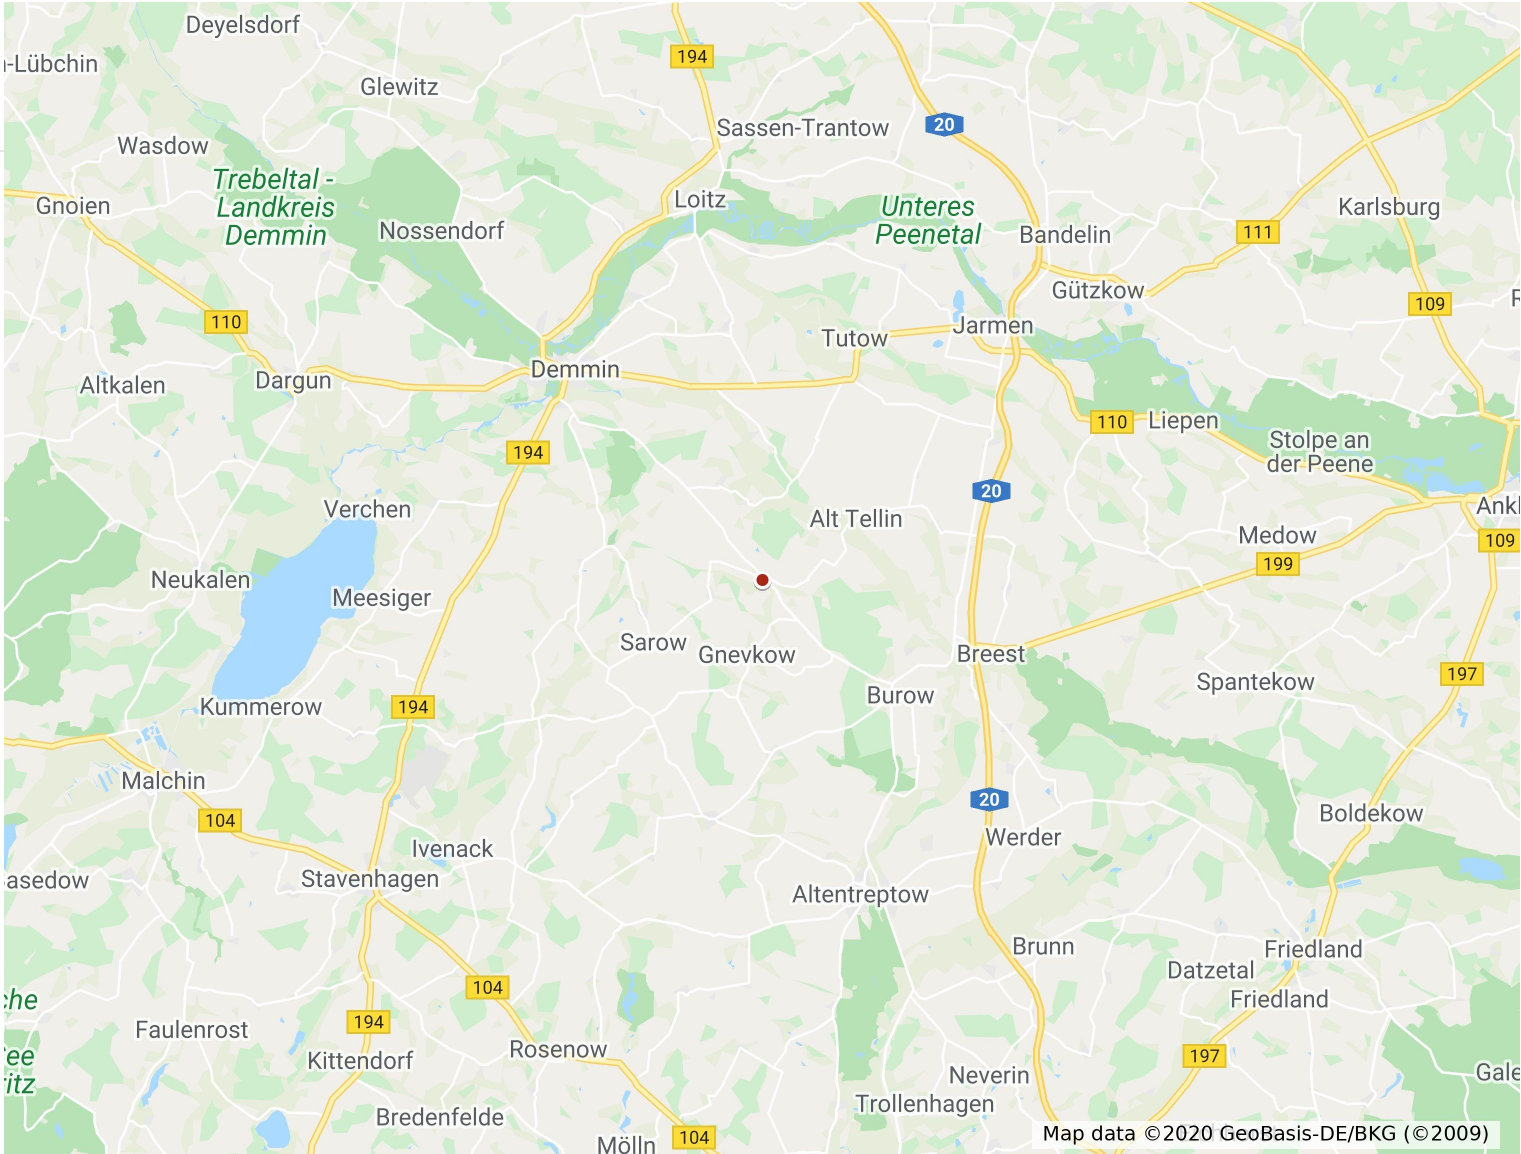 Deyelsdorf
194
-Lübchin
Glewitz
20
Sassen-Trantow
Wasdow
Trebeltal -
Landkreis
Demmin
Loitz
Unteres
Peenetal
Gnoien
Karlsburg
Nossendorf
Bandelin
111
Gützkow
109
110
Jarmen
Tutow
Demmin
Dargun
Altkalen
110
Liepen
Stolpe an
der Peene
194
20
Verchen
Alt Tellin
Ankl
Medow
109
199
Neukalen
Meesiger
Sarow
Gnevkow
Breest
197
Spantekow
Burow
Kummerow
194
Malchin
20
Boldekow
104
Werder
Ivenack
Stavenhagen
asedow
Altentreptow
Brunn
Friedland
Datzetal
104
che
Friedland
194
Faulenrost
Rosenow
197
ee
Kittendorf
Neverin
Gale
ritz
Trollenhagen
Bredenfelde
104
Mölln
Map data ©2020 GeoBasis-DE/BKG (©2009)